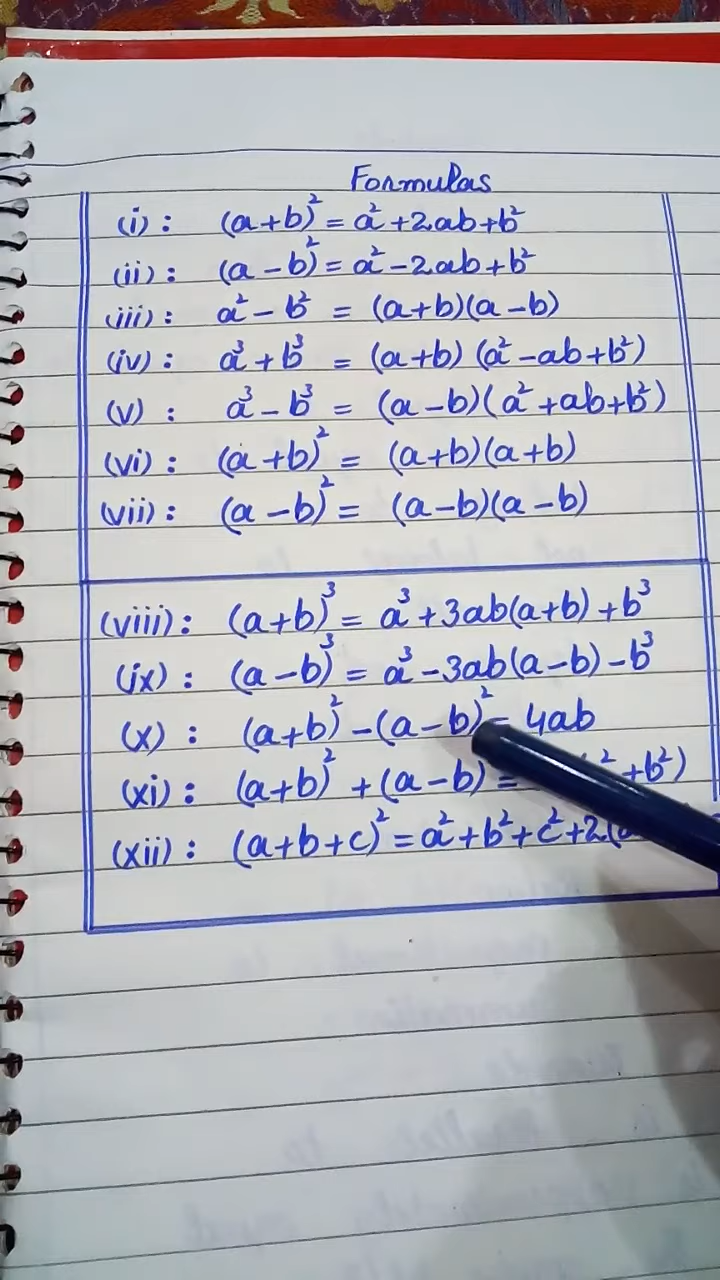 Formulas
(i): (a+b)² = a²+2ab+b²
(ii): (a-b)² = a²-2ab+b²
(iii): a²-b² = (a+b)(a-b)
(iv): a³+b³ = (a+b)(a²-ab+b²)
(v): a³-b³ = (a-b)(a²+ab+b²)
(vi): (a+b)² = (a+b)(a+b)
(vii): (a-b)² = (a-b)(a-b)
(viii): (a+b)³ = a³+3ab(a+b)+b³
(ix): (a-b)³ = a³-3ab(a-b)-b³
(x): (a+b)²-(a-b)² = 4ab
(xi): (a+b)²+(a-b) = ²+b²)
(xii): (a+b+c)² = a²+b²+c²+2(